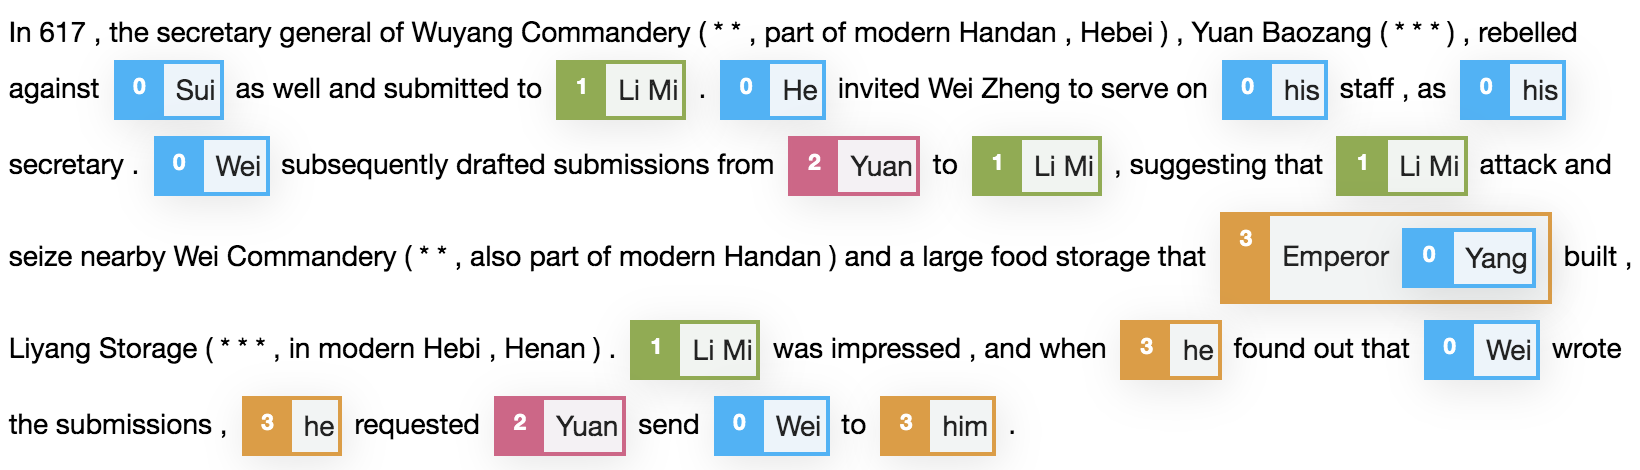 In 617 , the secretary general of Wuyang Commandery ( * * , part of modern Handan , Hebei ) , Yuan Baozang ( * * * ) , rebelled
against 0 Sui as well and submitted to 1 Li Mi . 0 He invited Wei Zheng to serve on 0 his staff , as 0 his
secretary . 0 Wei subsequently drafted submissions from 2 Yuan to 1 Li Mi , suggesting that 1 Li Mi attack and
seize nearby Wei Commandery ( * * , also part of modern Handan ) and a large food storage that 3 Emperor 0 Yang built ,
Liyang Storage ( * * * , in modern Hebi , Henan ) . 1 Li Mi was impressed , and when 3 he found out that 0 Wei wrote
the submissions , 3 he requested 2 Yuan send 0 Wei to 3 him .